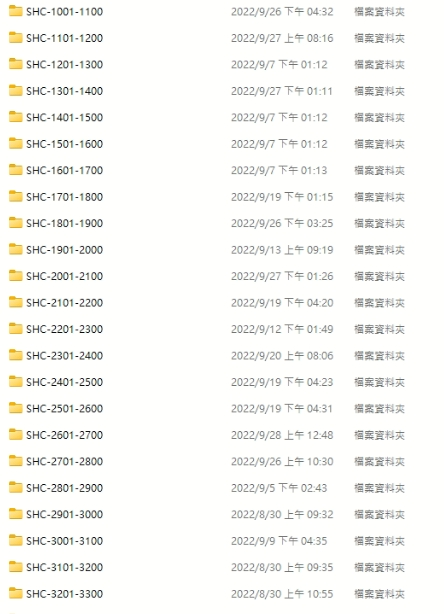 SHC-1001-1100 2022/9/26 下午 04:32 檔案資料夾
SHC-1101-1200 2022/9/27 上午 08:16 檔案資料夾
SHC-1201-1300 2022/9/7 下午 01:12 檔案資料夾
SHC-1301-1400 2022/9/27 下午 01:11 檔案資料夾
SHC-1401-1500 2022/9/7 下午 01:12 檔案資料夾
SHC-1501-1600 2022/9/7 下午 01:12 檔案資料夾
SHC-1601-1700 2022/9/7 下午 01:13 檔案資料夾
SHC-1701-1800 2022/9/19 下午 01:15 檔案資料夾
SHC-1801-1900 2022/9/26 下午 03:25 檔案資料夾
SHC-1901-2000 2022/9/13 上午 09:19 檔案資料夾
SHC-2001-2100 2022/9/27 下午 01:26 檔案資料夾
SHC-2101-2200 2022/9/19 下午 04:20 檔案資料夾
SHC-2201-2300 2022/9/12 下午 01:49 檔案資料夾
SHC-2301-2400 2022/9/20 上午 08:06 檔案資料夾
SHC-2401-2500 2022/9/19 下午 04:23 檔案資料夾
SHC-2501-2600 2022/9/19 下午 04:31 檔案資料夾
SHC-2601-2700 2022/9/28 上午 12:48 檔案資料夾
SHC-2701-2800 2022/9/26 上午 10:30 檔案資料夾
SHC-2801-2900 2022/9/5 下午 02:43 檔案資料夾
SHC-2901-3000 2022/8/30 上午 09:32 檔案資料夾
SHC-3001-3100 2022/9/9 下午 04:35 檔案資料夾
SHC-3101-3200 2022/8/30 上午 09:35 檔案資料夾
SHC-3201-3300 2022/8/30 上午 10:55 檔案資料夾